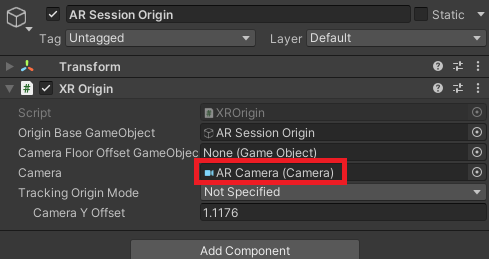 AR Session Origin Static
Tag Untagged Layer Default
Transform
# XR Origin
Script # XROrigin
Origin Base GameObject AR Session Origin
Camera Floor Offset GameObjec None (Game Object)
Camera AR Camera (Camera)
Tracking Origin Mode Not Specified
Camera Y Offset 1.1176
Add Component